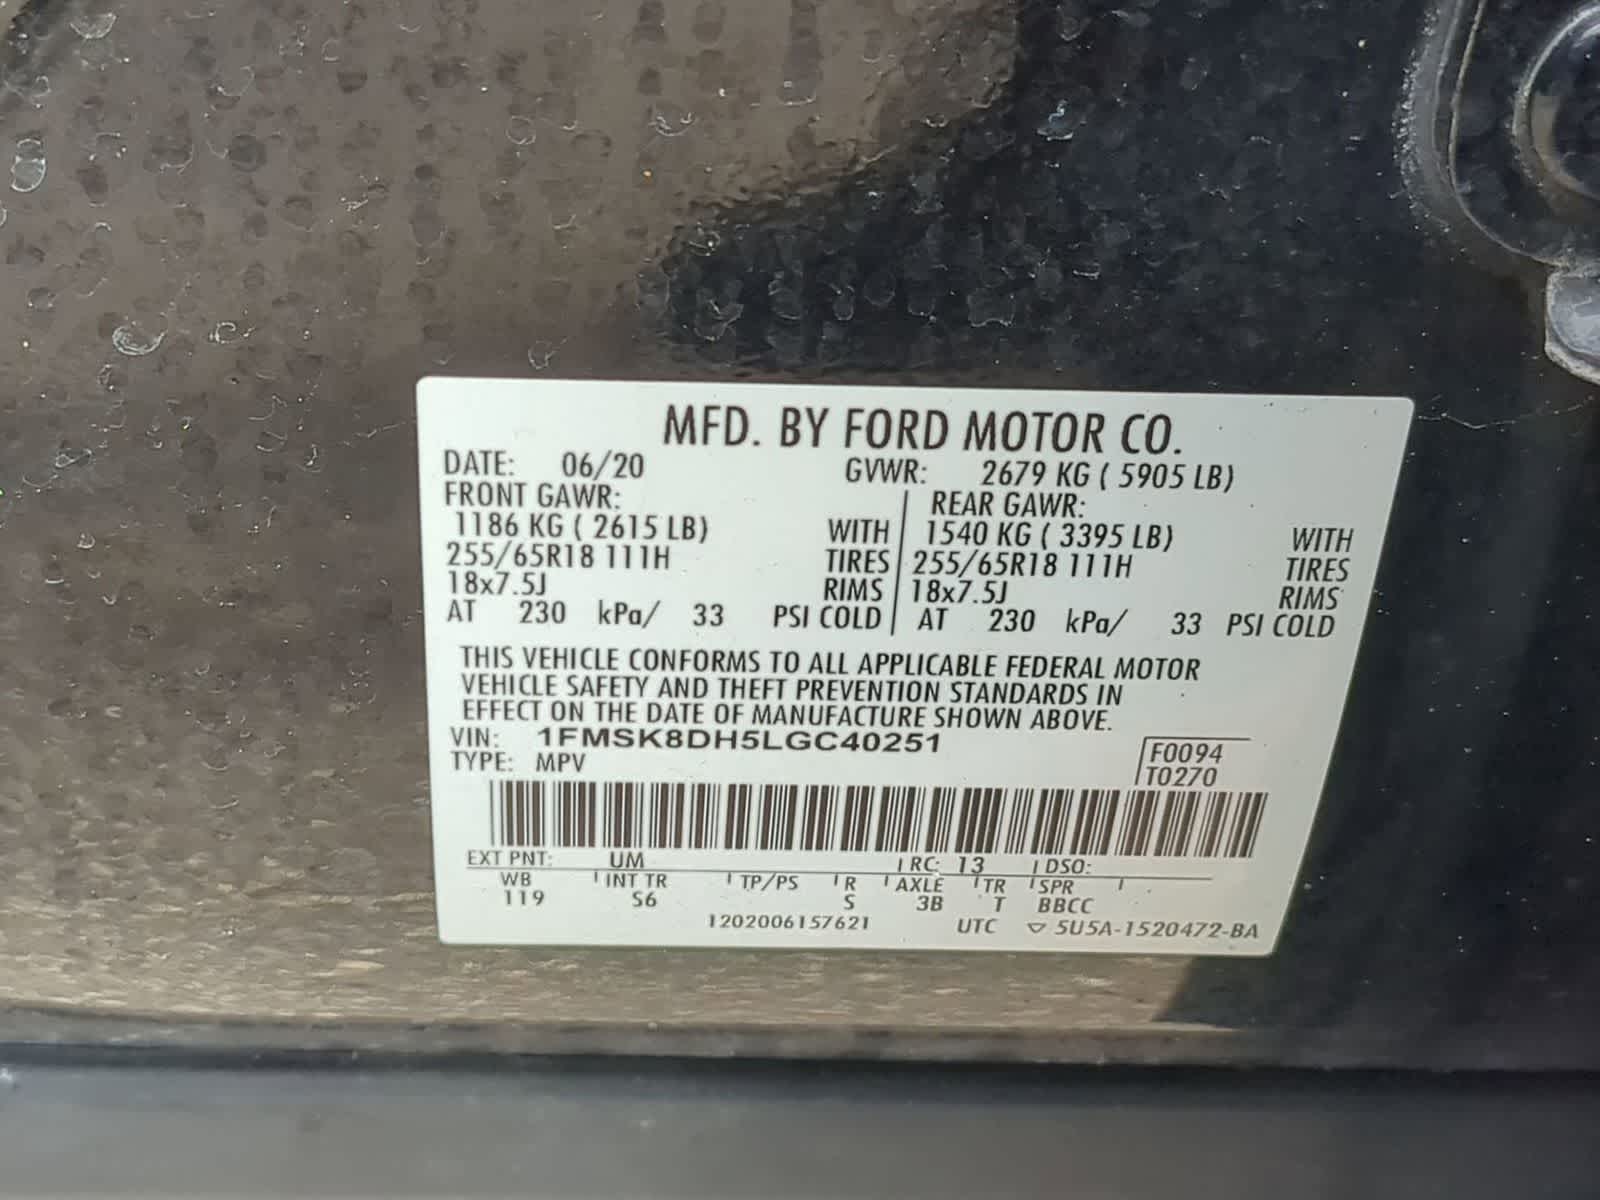 MFD. BY FORD MOTOR CO.
DATE: 06/20 GVWR: 2679 KG ( 5905 LB)
FRONT GAWR: REAR GAWR:
1186 KG ( 2615 LB) WITH 1540 KG ( 3395 LB) WITH
255/65R18 111H TIRES 255/65R18 111H TIRES
18x7.5J RIMS 18x7.5J RIMS
AT 230 kPa/ 33 PSI COLD AT 230 kPa/ 33 PSI COLD
THIS VEHICLE CONFORMS TO ALL APPLICABLE FEDERAL MOTOR
VEHICLE SAFETY AND THEFT PREVENTION STANDARDS IN
EFFECT ON THE DATE OF MANUFACTURE SHOWN ABOVE.
VIN: 1FMSK8DH5LGC40251
TYPE: MPV
F0094
T0270
EXT PNT: UM RC: 13 DSO:
WB INT TR TP/PS R AXLE TR SPR
119 S6 S 3B T BBCC
1202006157621 UTC ▽ 5U5A-1520472-BA